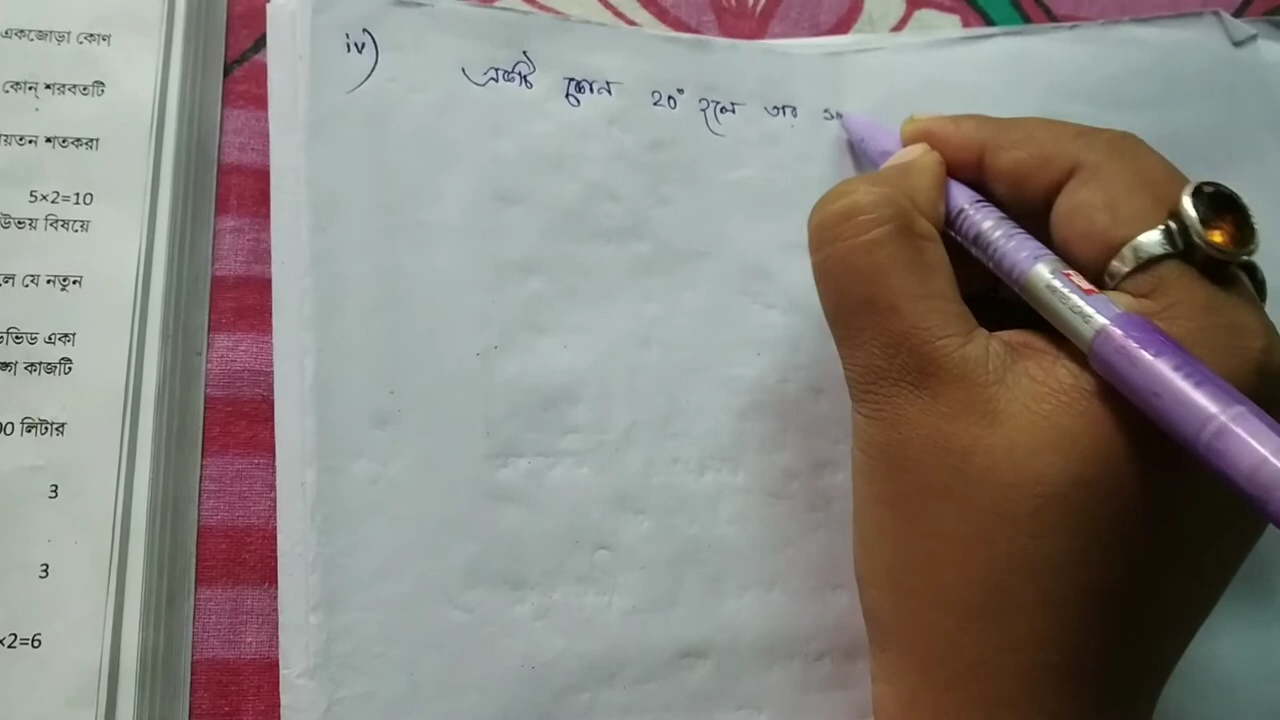 একজোড়া কোণ
কোন্ শরবতটি
য়তন শতকরা
5×2=10
উভয় বিষয়ে
লে যে নতুন
ডেভিড একা
কাজটি
00 লিটার
3
3
×2=6
iv) একটি কোন 20° হলে তার